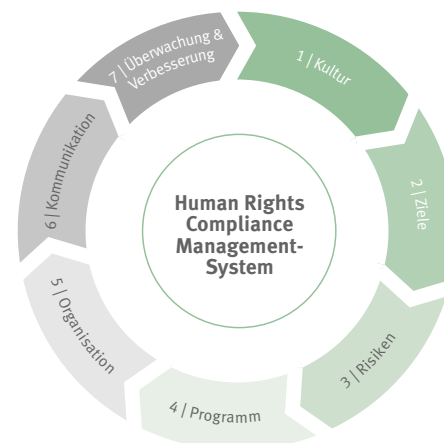 Human Rights
Compliance
Management-
System
1 | Kultur
2 | Ziele
3 | Risiken
4 | Programm
5 | Organisation
6 | Kommunikation
7 | Überwachung &
Verbesserung